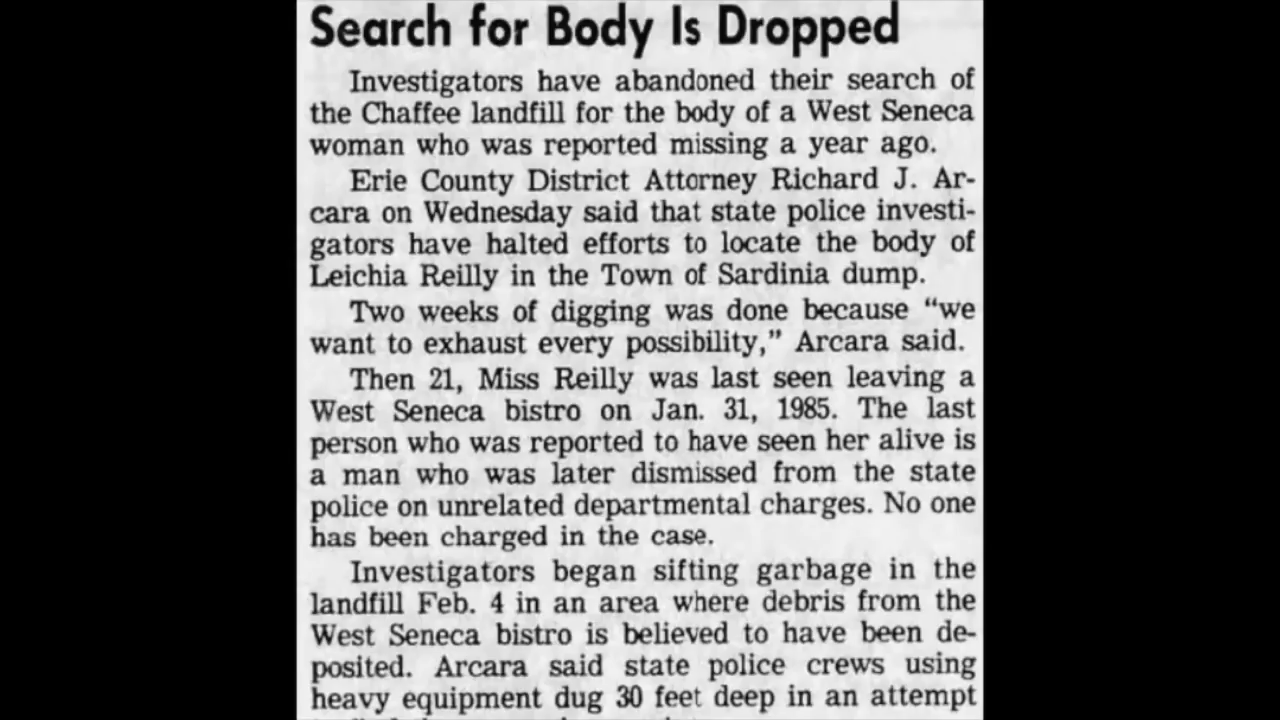 Search for Body Is Dropped
Investigators have abandoned their search of
the Chaffee landfill for the body of a West Seneca
woman who was reported missing a year ago.
Erie County District Attorney Richard J. Ar-
cara on Wednesday said that state police investi-
gators have halted efforts to locate the body of
Leichia Reilly in the Town of Sardinia dump.
Two weeks of digging was done because “we
want to exhaust every possibility,” Arcara said.
Then 21, Miss Reilly was last seen leaving a
West Seneca bistro on Jan. 31, 1985. The last
person who was reported to have seen her alive is
a man who was later dismissed from the state
police on unrelated departmental charges. No one
has been charged in the case.
Investigators began sifting garbage in the
landfill Feb. 4 in an area where debris from the
West Seneca bistro is believed to have been de-
posited. Arcara said state police crews using
heavy equipment dug 30 feet deep in an attempt